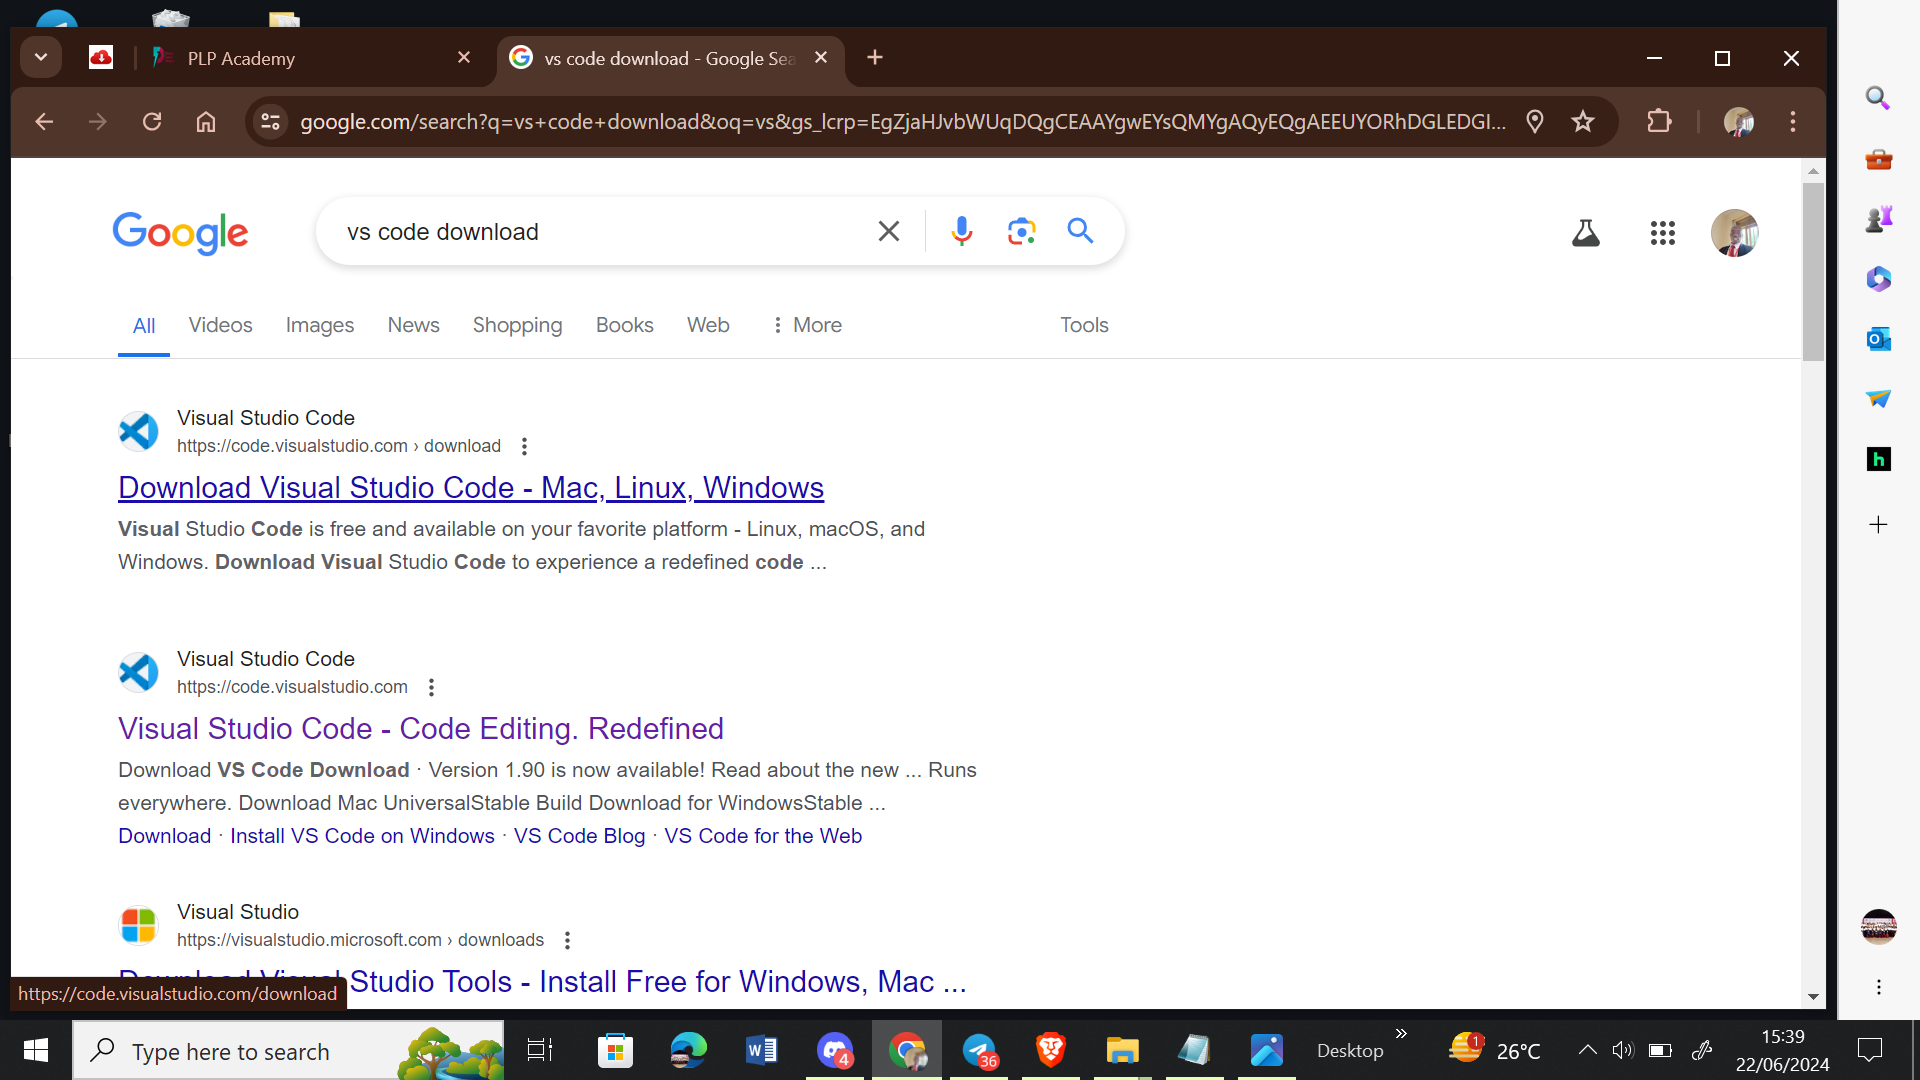 PLP Academy
vs code download - Google Sea
google.com/search?q=vs+code+download&oq=vs&gs_lcrp=EgZjaHJvbWUqDQgCEAAYgwEYsQMYgAQyEQgAEEUYORhDGLEDGI...
Google
vs code download
All Videos Images News Shopping Books Web More Tools
Visual Studio Code
https://code.visualstudio.com › download
Download Visual Studio Code - Mac, Linux, Windows
Visual Studio Code is free and available on your favorite platform - Linux, macOS, and
Windows. Download Visual Studio Code to experience a redefined code ...
Visual Studio Code
https://code.visualstudio.com
Visual Studio Code - Code Editing. Redefined
Download VS Code Download · Version 1.90 is now available! Read about the new ... Runs
everywhere. Download Mac UniversalStable Build Download for WindowsStable ...
Download · Install VS Code on Windows · VS Code Blog · VS Code for the Web
Visual Studio
https://visualstudio.microsoft.com › downloads
Download Visual Studio Tools - Install Free for Windows, Mac ...
https://code.visualstudio.com/download
Type here to search
4
36
Desktop
1
26°C
15:39
22/06/2024